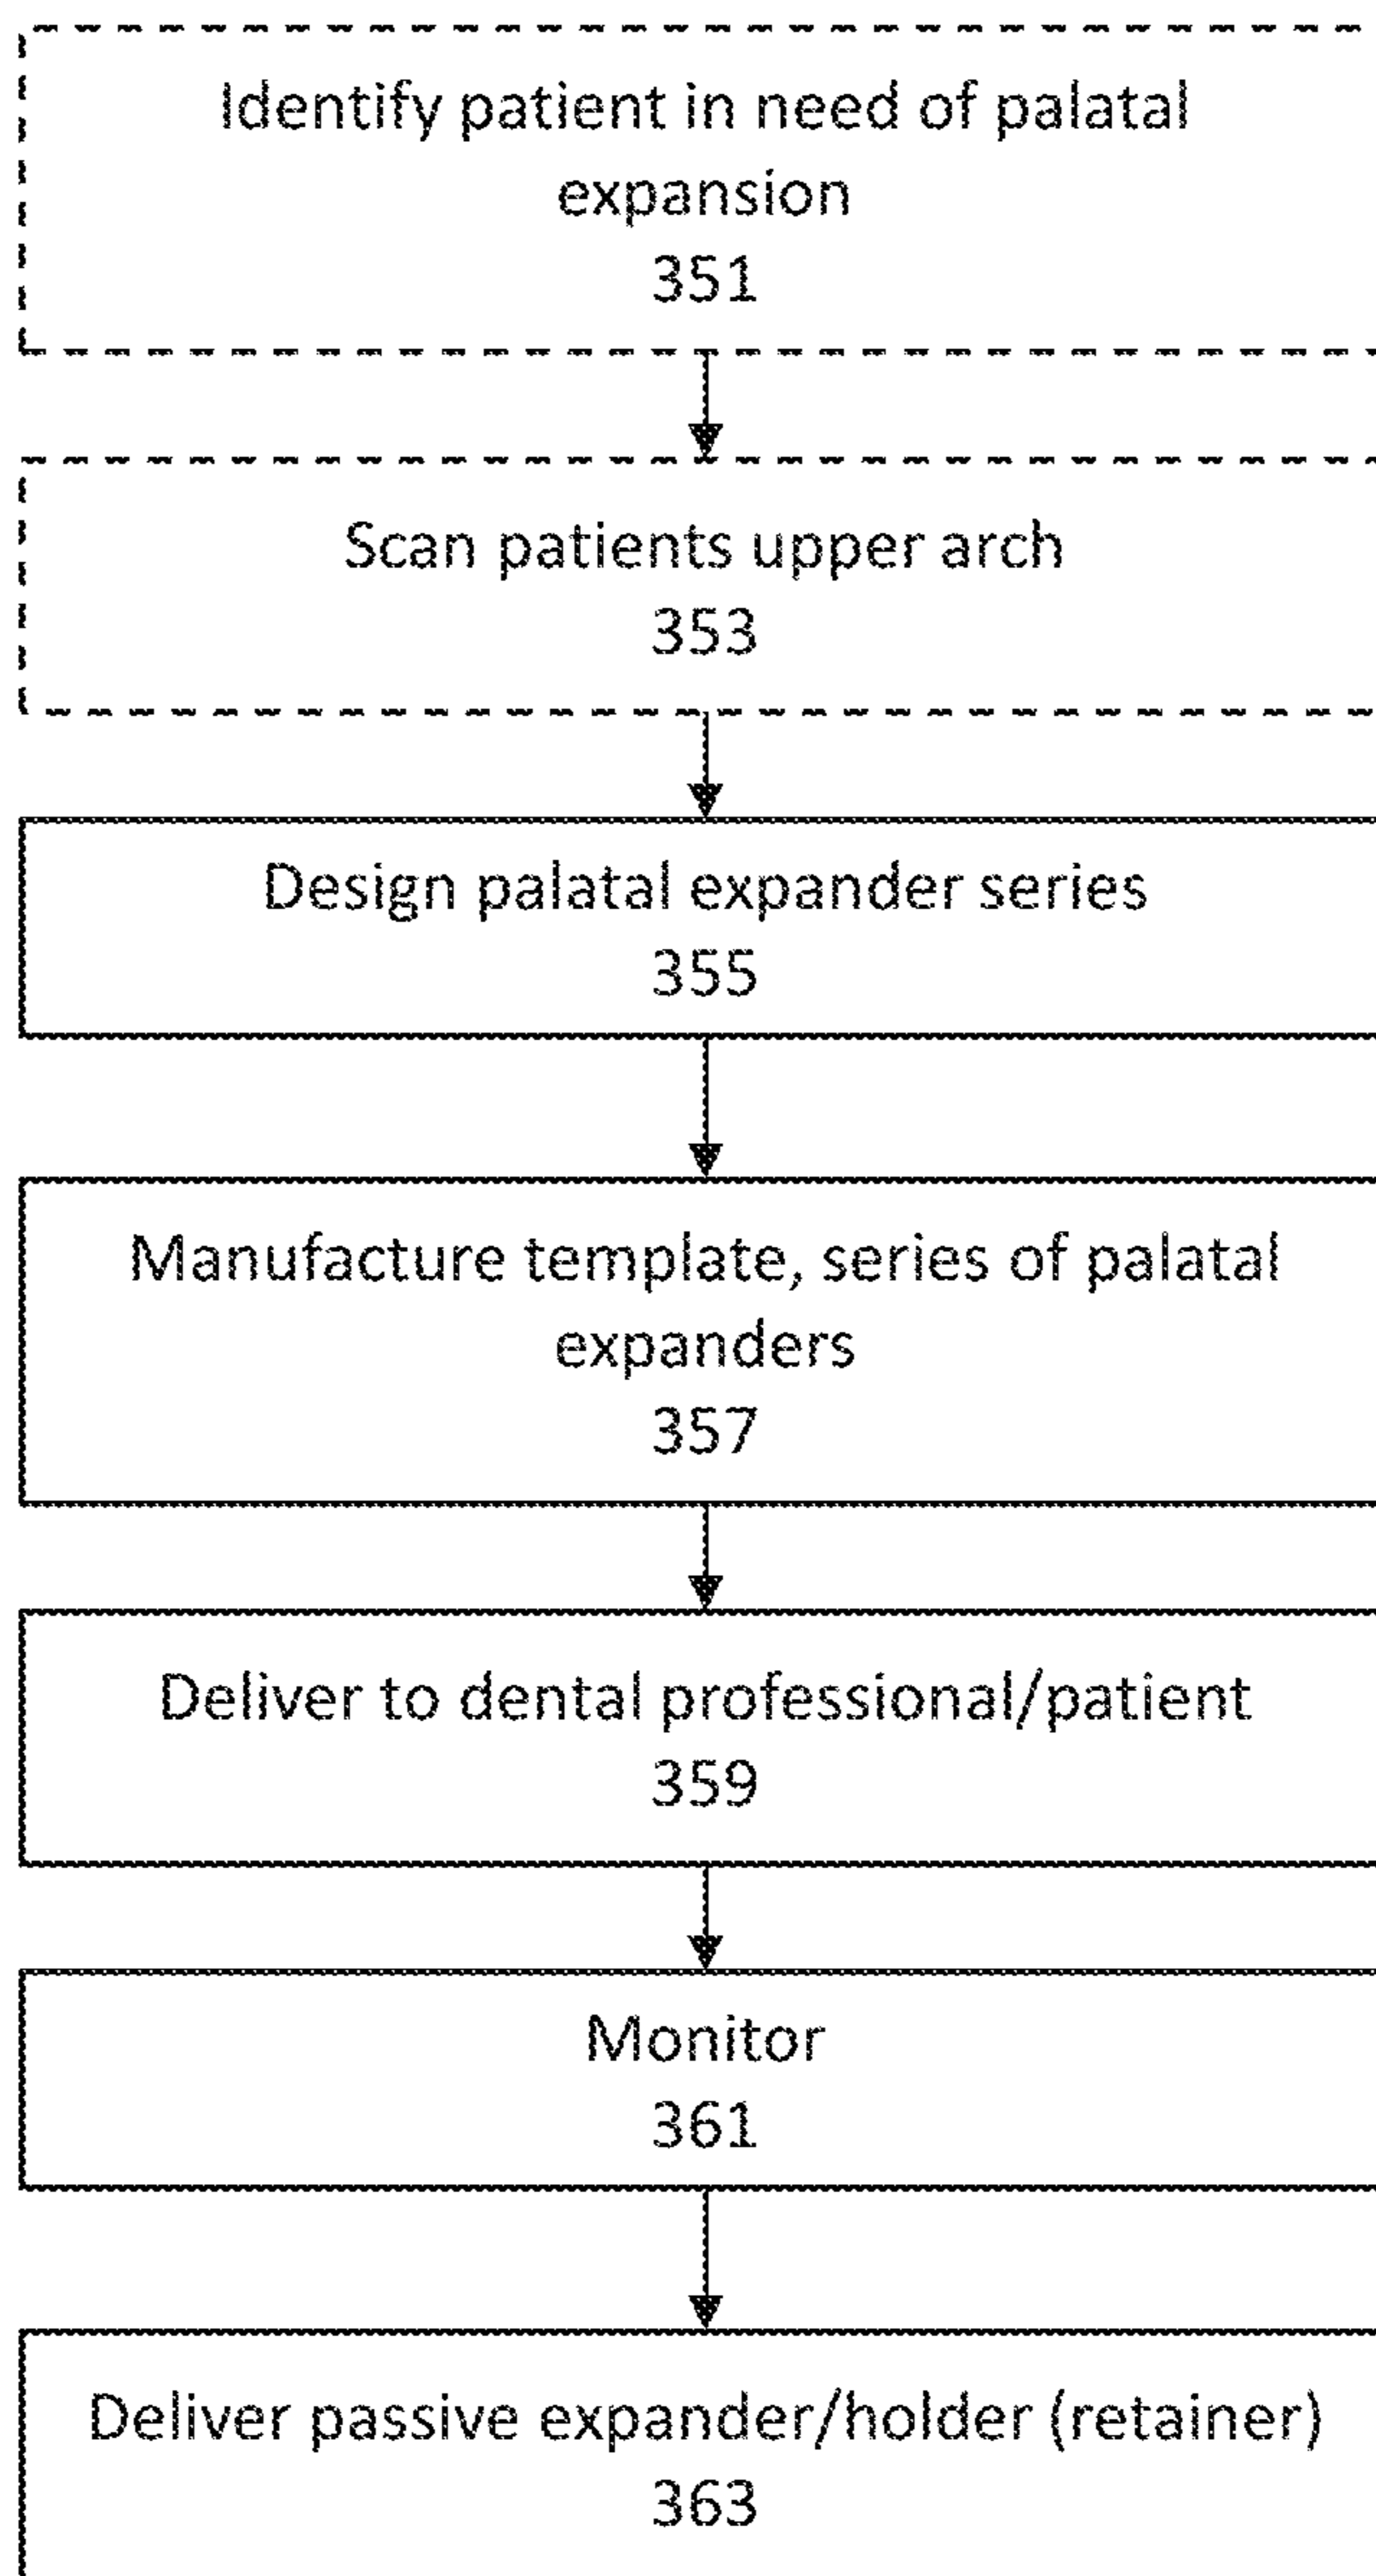 Identify patient in need of palatal
expansion
351
Scan patients upper arch
353
Design palatal expander series
355
Manufacture template, series of palatal
expanders
357
Deliver to dental professional/patient
359
Monitor
361
Deliver passive expander/holder (retainer)
363